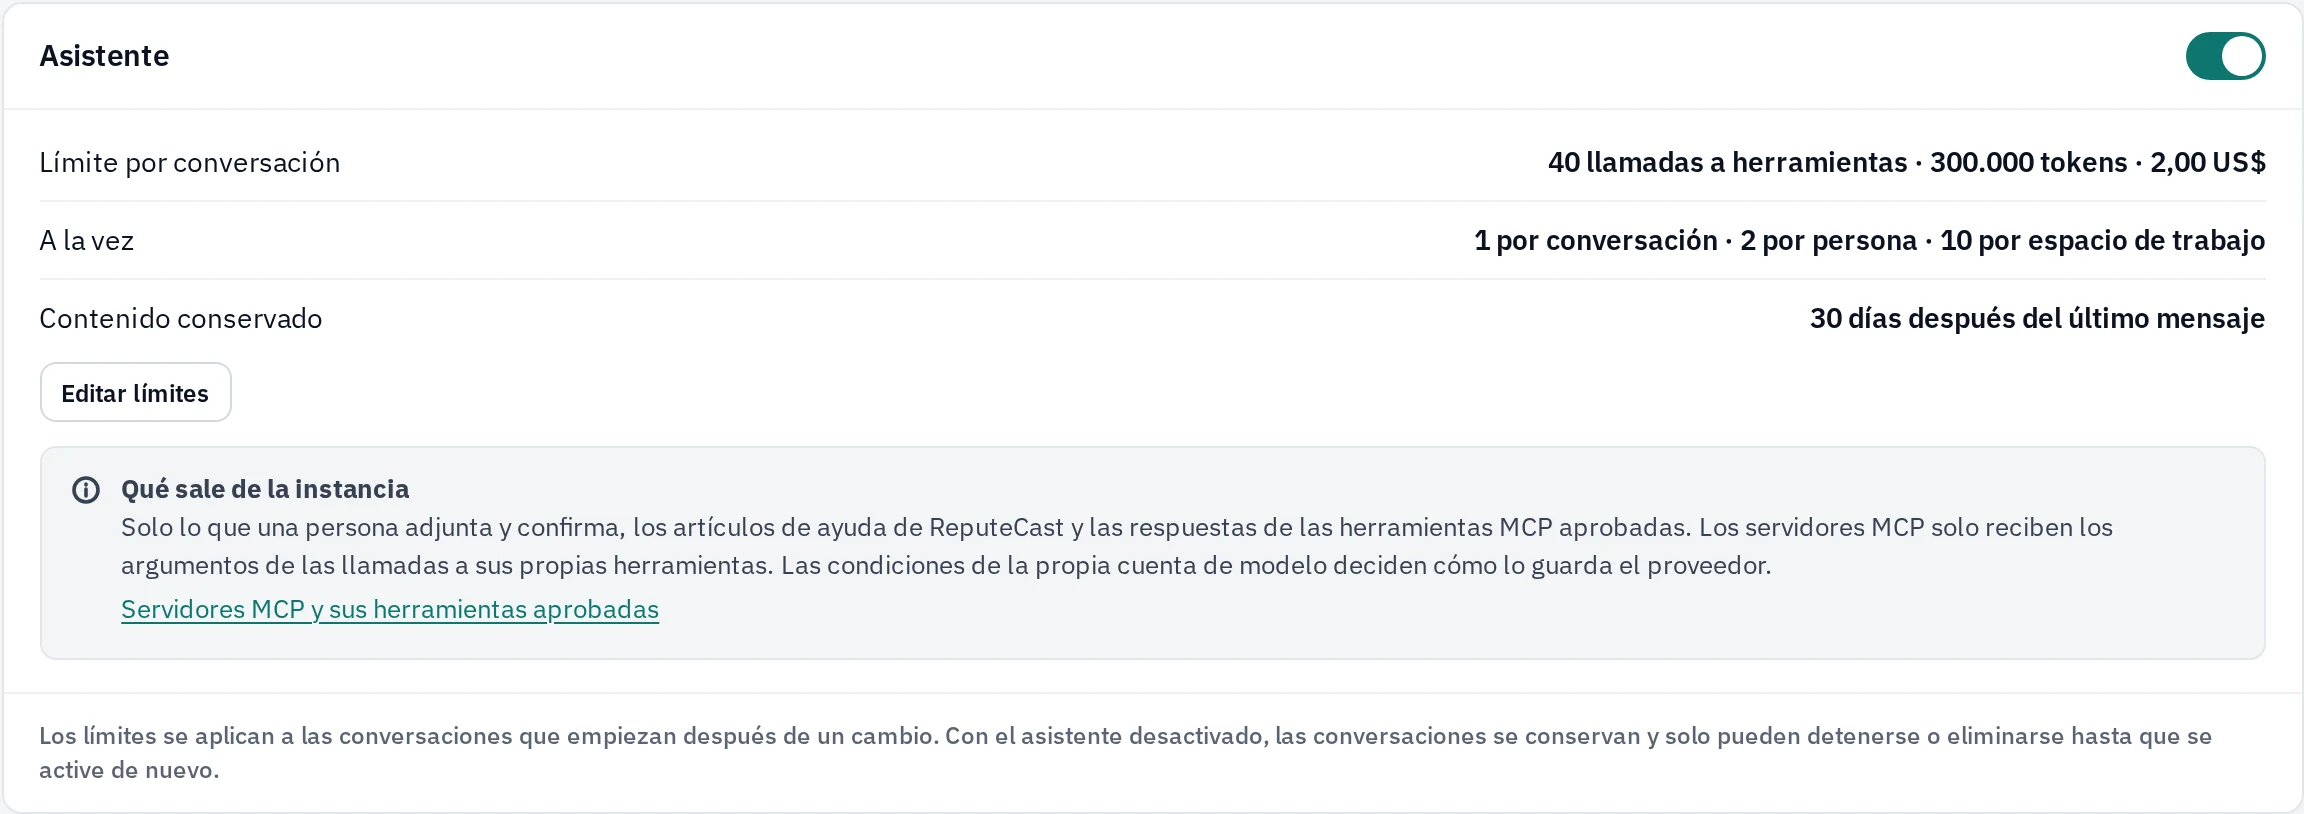 Asistente
Límite por conversación
40 llamadas a herramientas · 300.000 tokens · 2,00 US$
A la vez
1 por conversación · 2 por persona · 10 por espacio de trabajo
Contenido conservado
30 días después del último mensaje
Editar límites
Qué sale de la instancia
Solo lo que una persona adjunta y confirma, los artículos de ayuda de ReputeCast y las respuestas de las herramientas MCP aprobadas. Los servidores MCP solo reciben los
argumentos de las llamadas a sus propias herramientas. Las condiciones de la propia cuenta de modelo deciden cómo lo guarda el proveedor.
Servidores MCP y sus herramientas aprobadas
Los límites se aplican a las conversaciones que empiezan después de un cambio. Con el asistente desactivado, las conversaciones se conservan y solo pueden detenerse o eliminarse hasta que se
active de nuevo.